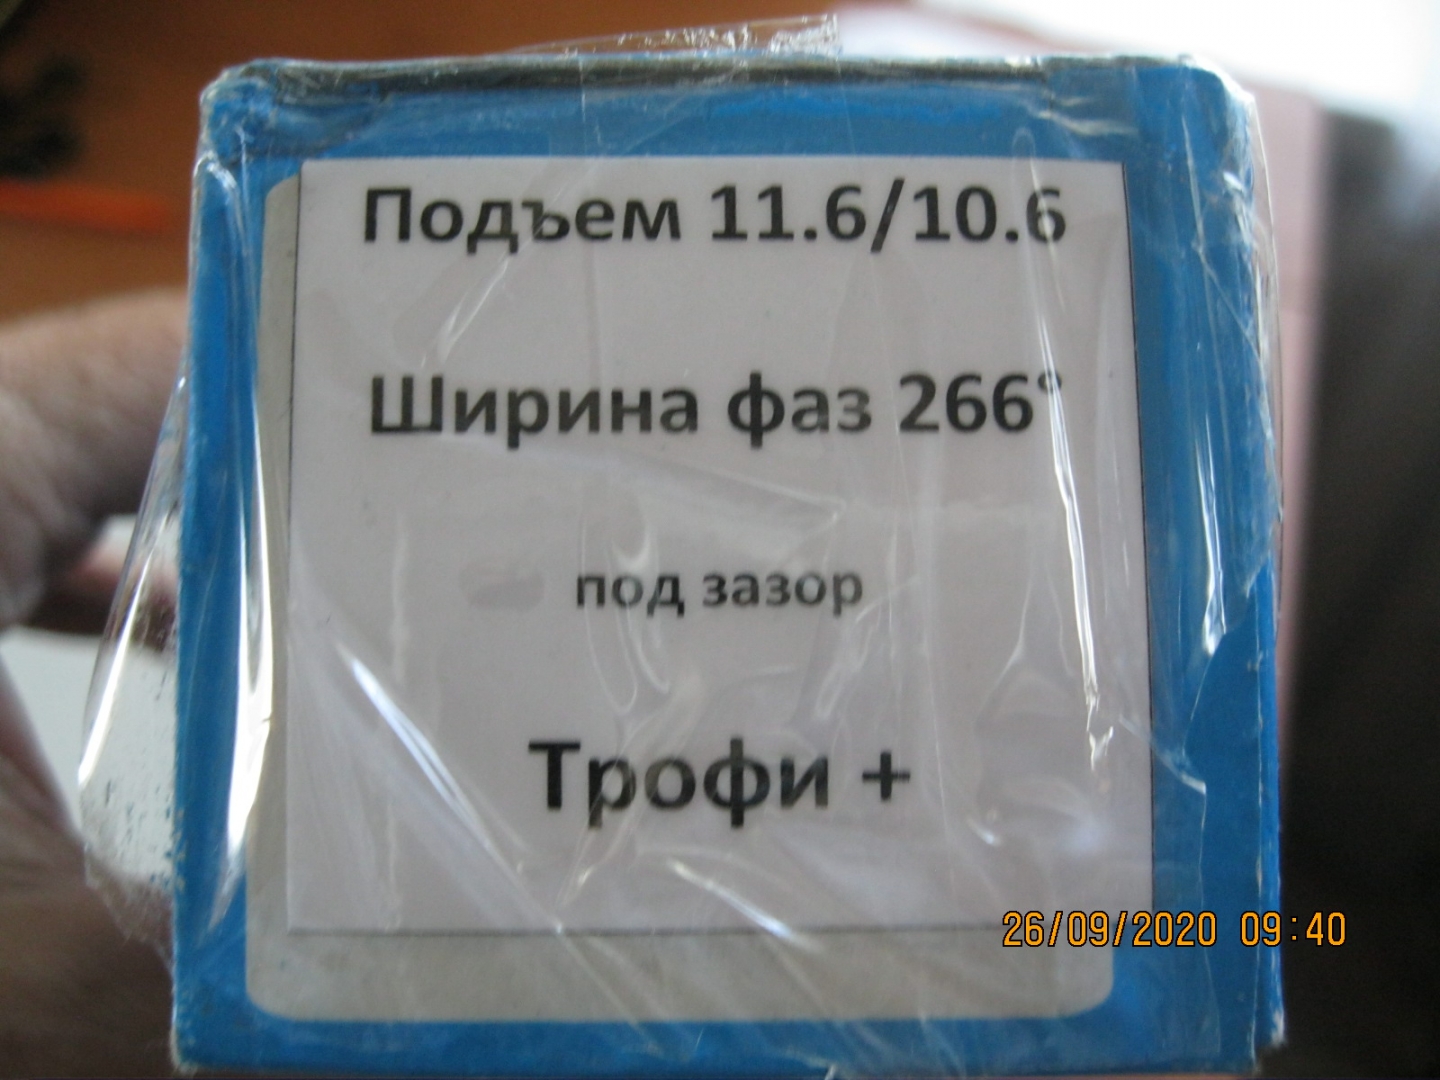 Подъем 11.6/10.6
Ширина фаз 266°
под зазор
Трофи +
26/09/2020 09:40